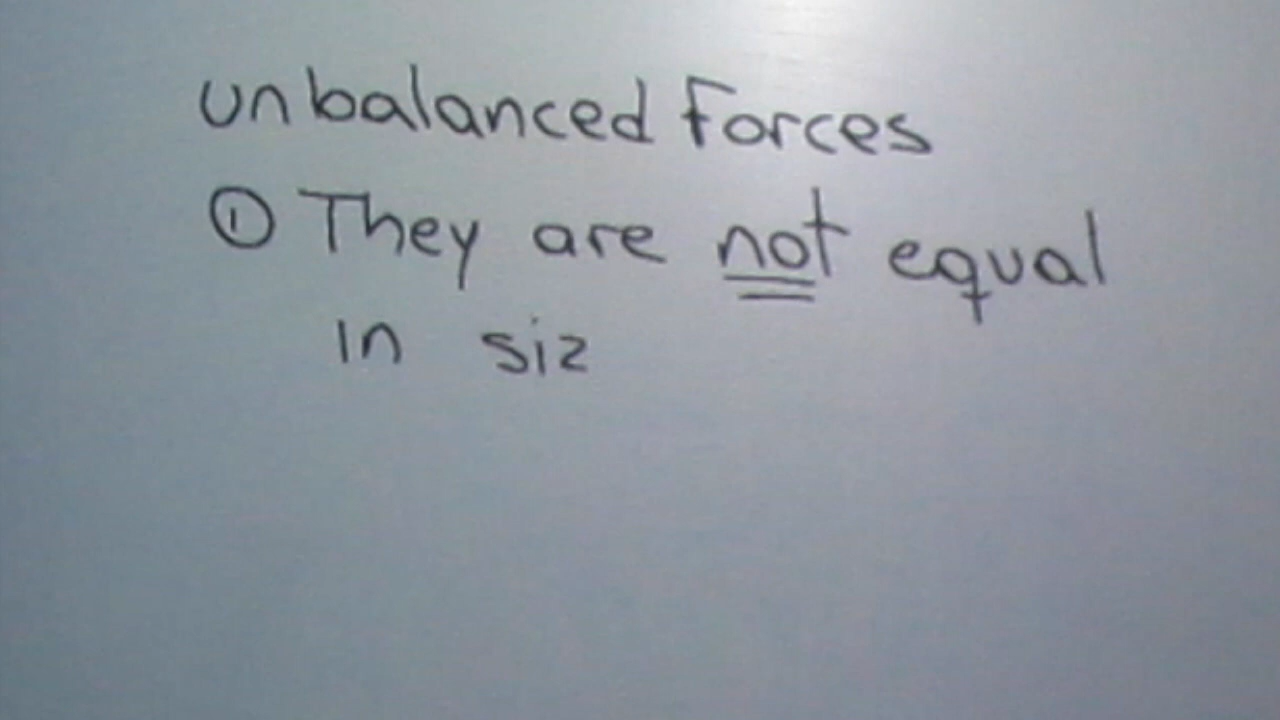 unbalanced Forces
① They are not equal
in siz